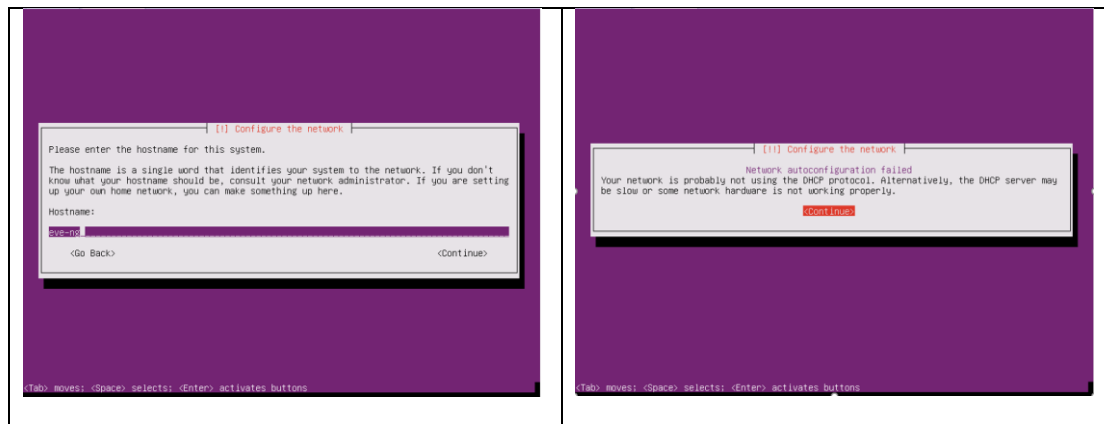 [!] Configure the network
Please enter the hostname for this system.
The hostname is a single word that identifies your system to the network. If you don't
know what your hostname should be, consult your network administrator. If you are setting
up your own home network, you can make something up here.
Hostname:
eve-ng
<Go Back> <Continue>
<Tab> moves; <Space> selects; <Enter> activates buttons
[!!] Configure the network
Network autoconfiguration failed
Your network is probably not using the DHCP protocol. Alternatively, the DHCP server may
be slow or some network hardware is not working properly.
<Continue>
<Tab> moves; <Space> selects; <Enter> activates buttons